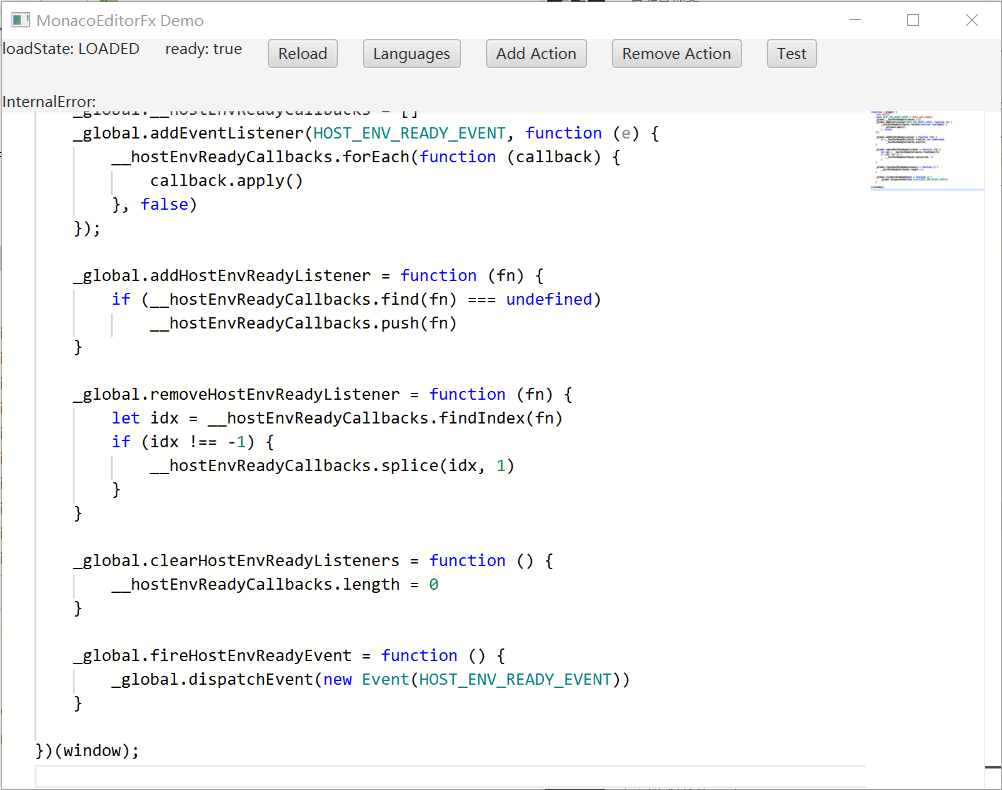 MonacoEditorFx Demo
loadState: LOADED ready: true Reload Languages Add Action Remove Action Test
InternalError:
_global.__hostEnvReadyCallbacks = []
_global.addEventListener(HOST_ENV_READY_EVENT, function (e) {
__hostEnvReadyCallbacks.forEach(function (callback) {
callback.apply()
}, false)
});
_global.addHostEnvReadyListener = function (fn) {
if (__hostEnvReadyCallbacks.find(fn) === undefined)
__hostEnvReadyCallbacks.push(fn)
}
_global.removeHostEnvReadyListener = function (fn) {
let idx = __hostEnvReadyCallbacks.findIndex(fn)
if (idx !== -1) {
__hostEnvReadyCallbacks.splice(idx, 1)
}
}
_global.clearHostEnvReadyListeners = function () {
__hostEnvReadyCallbacks.length = 0
}
_global.fireHostEnvReadyEvent = function () {
_global.dispatchEvent(new Event(HOST_ENV_READY_EVENT))
}
})(window);